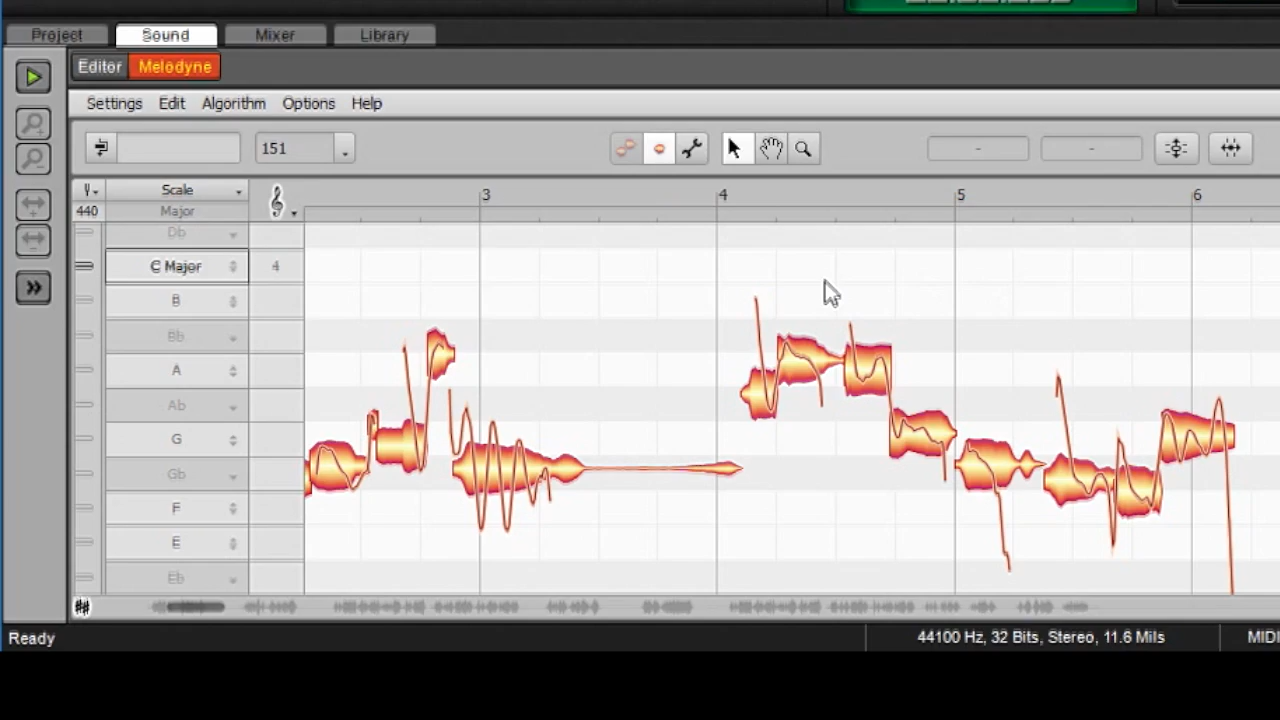 Project Sound Mixer Library
Editor Melodyne
Settings Edit Algorithm Options Help
151 - -
Scale 3 4 5 6
440 Major
Db
C Major 4
B
Bb
A
Ab
G
Gb
F
E
Eb
Ready 44100 Hz, 32 Bits, Stereo, 11.6 Mils MIDI